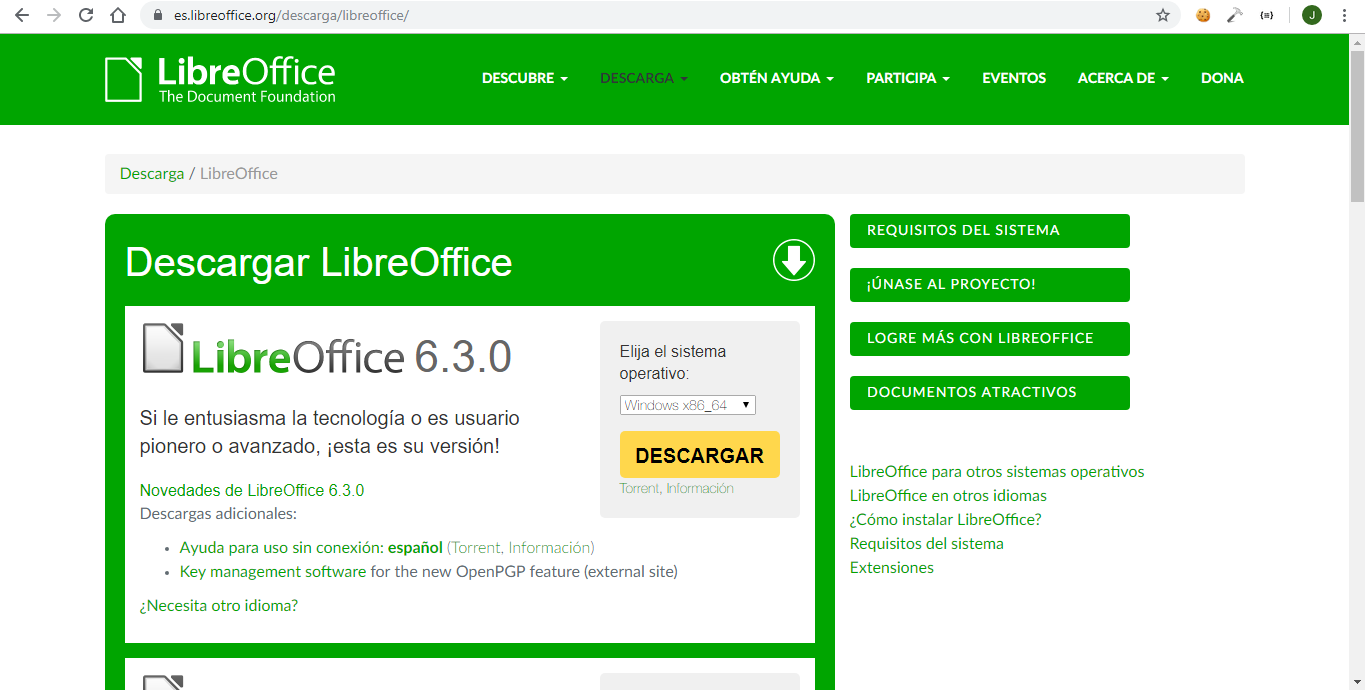 es.libreoffice.org/descarga/libreoffice/
J
LibreOffice
The Document Foundation
DESCUBRE
DESCARGA
OBTÉN AYUDA
PARTICIPA
EVENTOS
ACERCA DE
DONA
Descarga / LibreOffice
Descargar LibreOffice
LibreOffice 6.3.0
Si le entusiasma la tecnología o es usuario
pionero o avanzado, ¡esta es su versión!
Novedades de LibreOffice 6.3.0
Descargas adicionales:
Ayuda para uso sin conexión: español (Torrent, Información)
Key management software for the new OpenPGP feature (external site)
¿Necesita otro idioma?
Elija el sistema
operativo:
Windows x86_64
DESCARGAR
Torrent, Información
REQUISITOS DEL SISTEMA
¡ÚNASE AL PROYECTO!
LOGRE MÁS CON LIBREOFFICE
DOCUMENTOS ATRACTIVOS
LibreOffice para otros sistemas operativos
LibreOffice en otros idiomas
¿Cómo instalar LibreOffice?
Requisitos del sistema
Extensiones